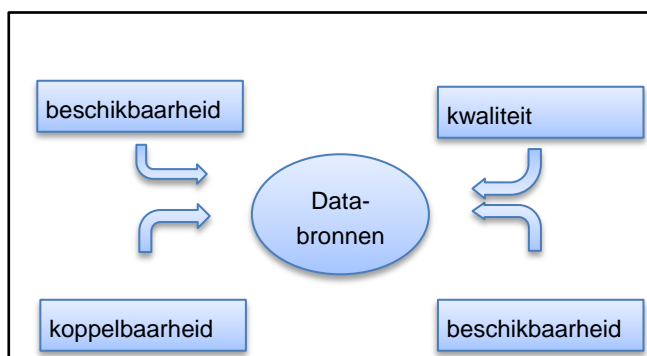 beschikbaarheid
kwaliteit
Data-
bronnen
koppelbaarheid
beschikbaarheid